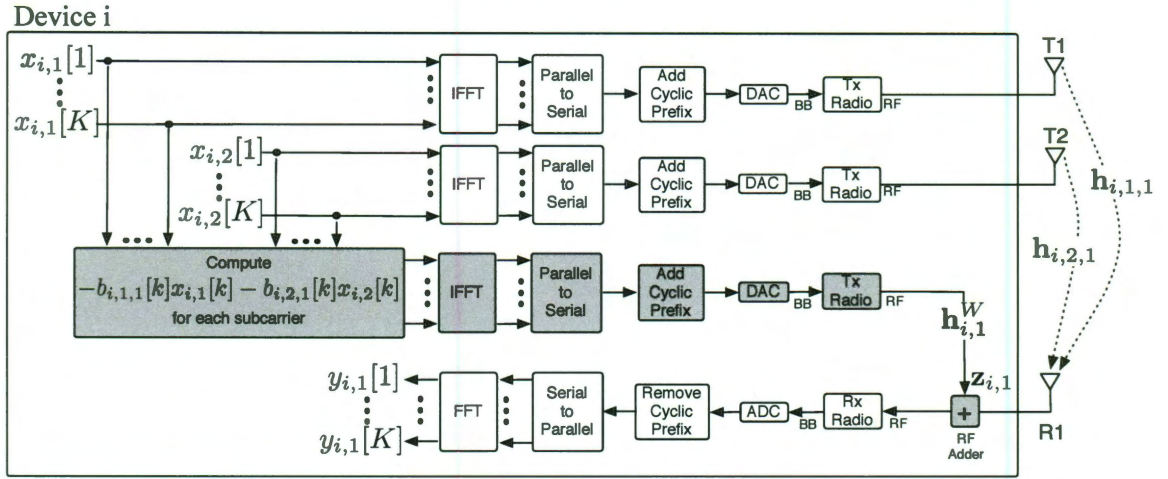 Device i
x_{i,1}[1]
x_{i,1}[K]
IFFT
Parallel to Serial
Add Cyclic Prefix
DAC
BB
Tx Radio
RF
T1
x_{i,2}[1]
x_{i,2}[K]
IFFT
Parallel to Serial
Add Cyclic Prefix
DAC
BB
Tx Radio
RF
T2
h_{i,1,1}
h_{i,2,1}
Compute
-b_{i,1,1}[k]x_{i,1}[k] - b_{i,2,1}[k]x_{i,2}[k]
for each subcarrier
IFFT
Parallel to Serial
Add Cyclic Prefix
DAC
BB
Tx Radio
RF
h^{W}_{i,1}
z_{i,1}
y_{i,1}[1]
y_{i,1}[K]
FFT
Serial to Parallel
Remove Cyclic Prefix
ADC
BB
Rx Radio
RF
+
RF Adder
R1